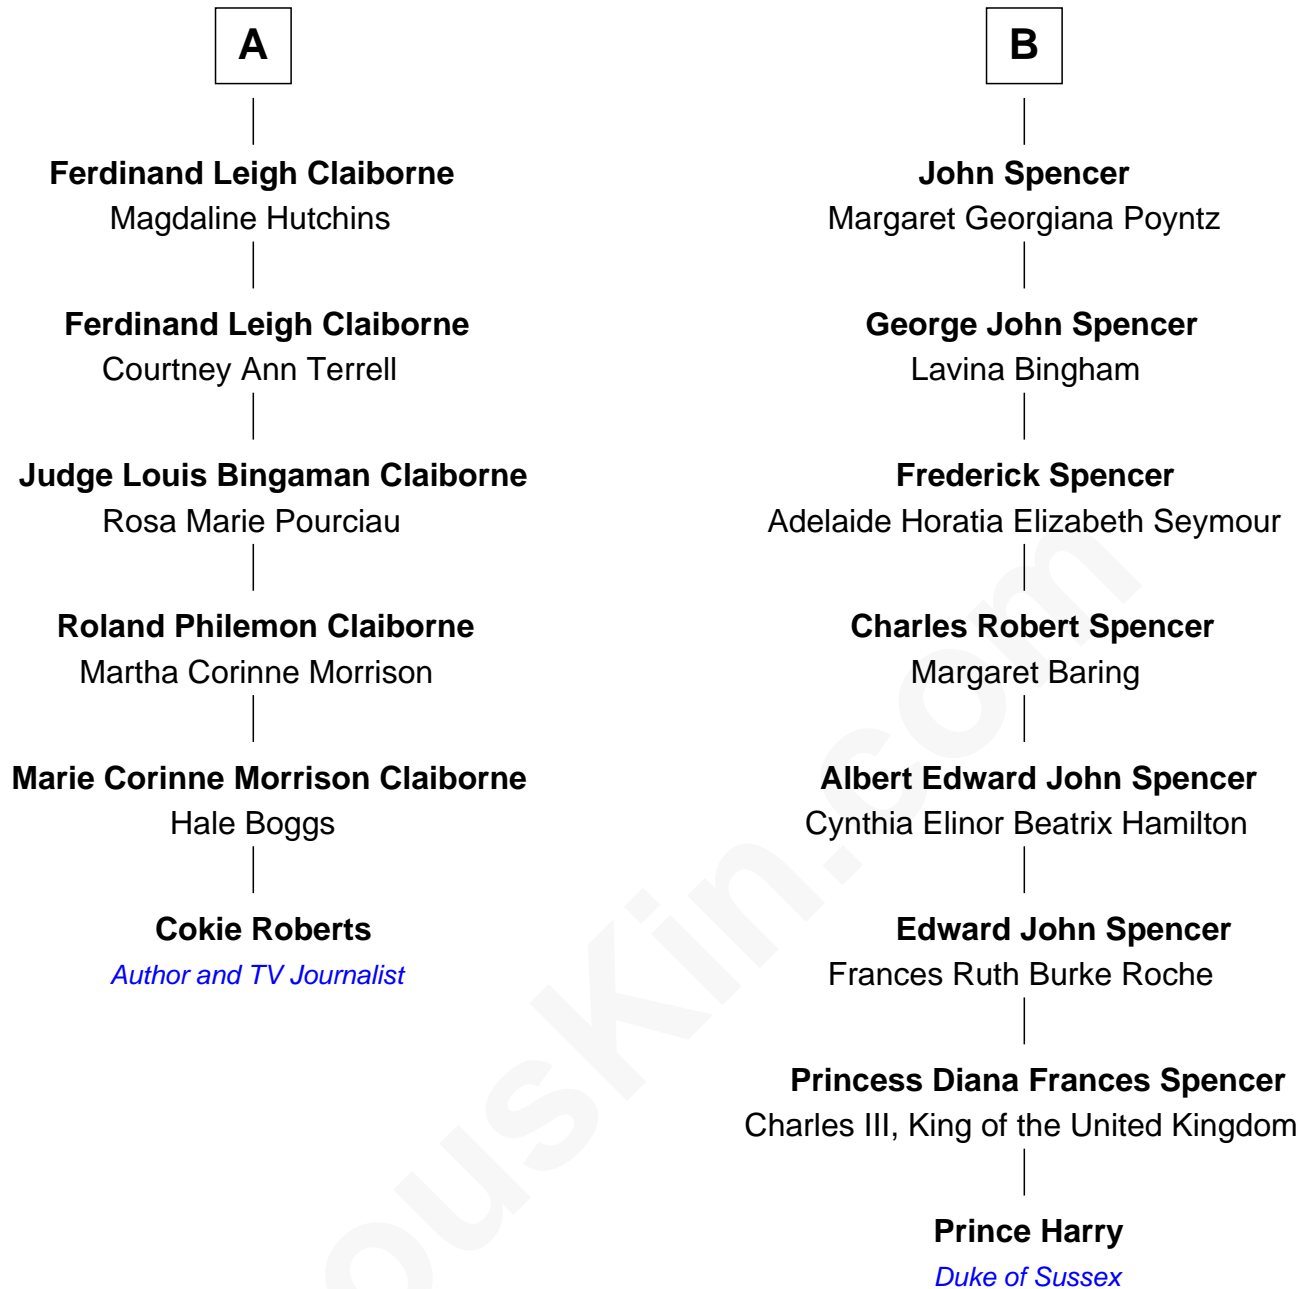 A
Ferdinand Leigh Claiborne
Magdaline Hutchins
Ferdinand Leigh Claiborne
Courtney Ann Terrell
Judge Louis Bingaman Claiborne
Rosa Marie Pourciau
Roland Philemon Claiborne
Martha Corinne Morrison
Marie Corinne Morrison Claiborne
Hale Boggs
Cokie Roberts
Author and TV Journalist
B
John Spencer
Margaret Georgiana Poyntz
George John Spencer
Lavina Bingham
Frederick Spencer
Adelaide Horatia Elizabeth Seymour
Charles Robert Spencer
Margaret Baring
Albert Edward John Spencer
Cynthia Elinor Beatrix Hamilton
Edward John Spencer
Frances Ruth Burke Roche
Princess Diana Frances Spencer
Charles III, King of the United Kingdom
Prince Harry
Duke of Sussex
ousKin.com